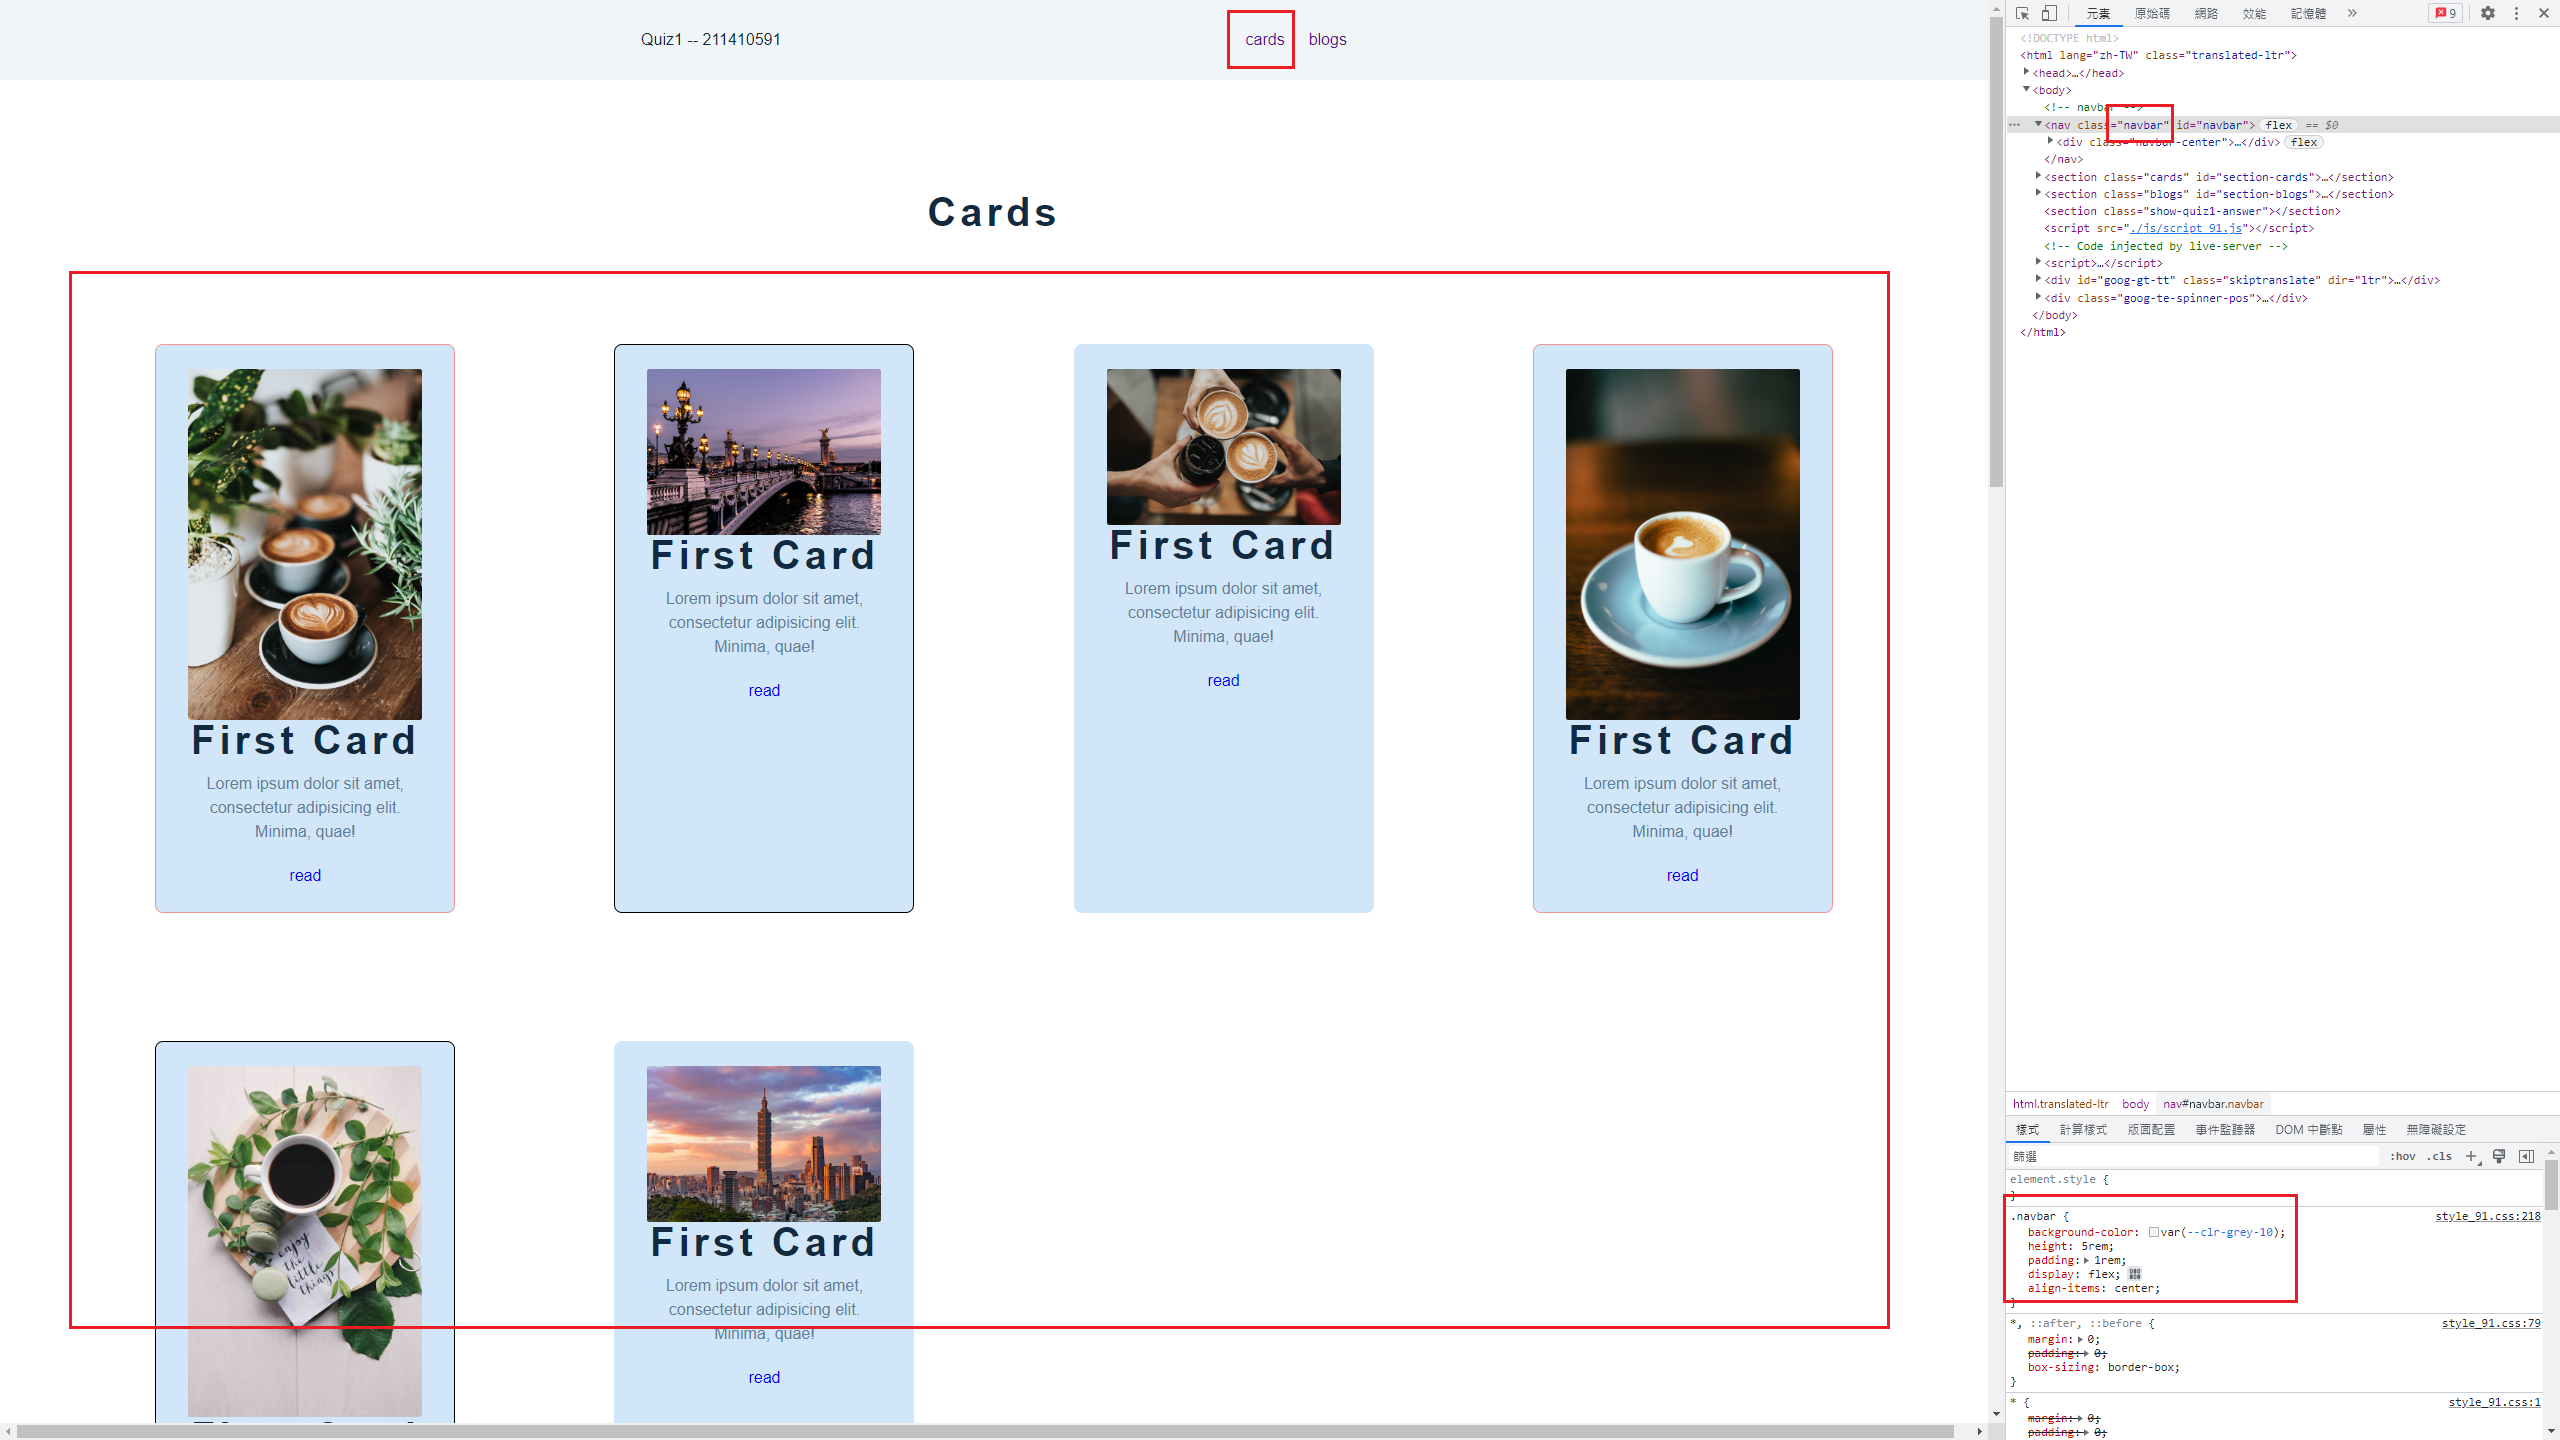 Quiz1 -- 211410591
cards
blogs
Cards
First Card
Lorem ipsum dolor sit amet,
consectetur adipisicing elit.
Minima, quae!
read
First Card
Lorem ipsum dolor sit amet,
consectetur adipisicing elit.
Minima, quae!
read
First Card
Lorem ipsum dolor sit amet,
consectetur adipisicing elit.
Minima, quae!
read
First Card
Lorem ipsum dolor sit amet,
consectetur adipisicing elit.
Minima, quae!
read
enjoy
the
little
things
First Card
Lorem ipsum dolor sit amet,
consectetur adipisicing elit.
Minima, quae!
read
元素 原始碼 網路 效能 記憶體 » 9
<!DOCTYPE html>
<html lang="zh-TW" class="translated-ltr">
<head>…</head>
<body>
<!-- navbar -->
<nav class="navbar" id="navbar"> flex == $0
<div class="navbar-center">…</div> flex
</nav>
<section class="cards" id="section-cards">…</section>
<section class="blogs" id="section-blogs">…</section>
<section class="show-quiz1-answer"></section>
<script src="./js/script_91.js"></script>
<!-- Code injected by live-server -->
<script>…</script>
<div id="goog-gt-tt" class="skiptranslate" dir="ltr">…</div>
<div class="goog-te-spinner-pos">…</div>
</body>
</html>
html.translated-ltr body nav#navbar.navbar
樣式 計算樣式 版面配置 事件監聽器 DOM 中斷點 屬性 無障礙設定
篩選 :hov .cls
element.style {
}
.navbar { style_91.css:218
background-color: var(--clr-grey-10);
height: 5rem;
padding: 1rem;
display: flex;
align-items: center;
}
*, ::after, ::before { style_91.css:79
margin: 0;
padding: 0;
box-sizing: border-box;
}
* { style_91.css:1
margin: 0;
padding: 0;